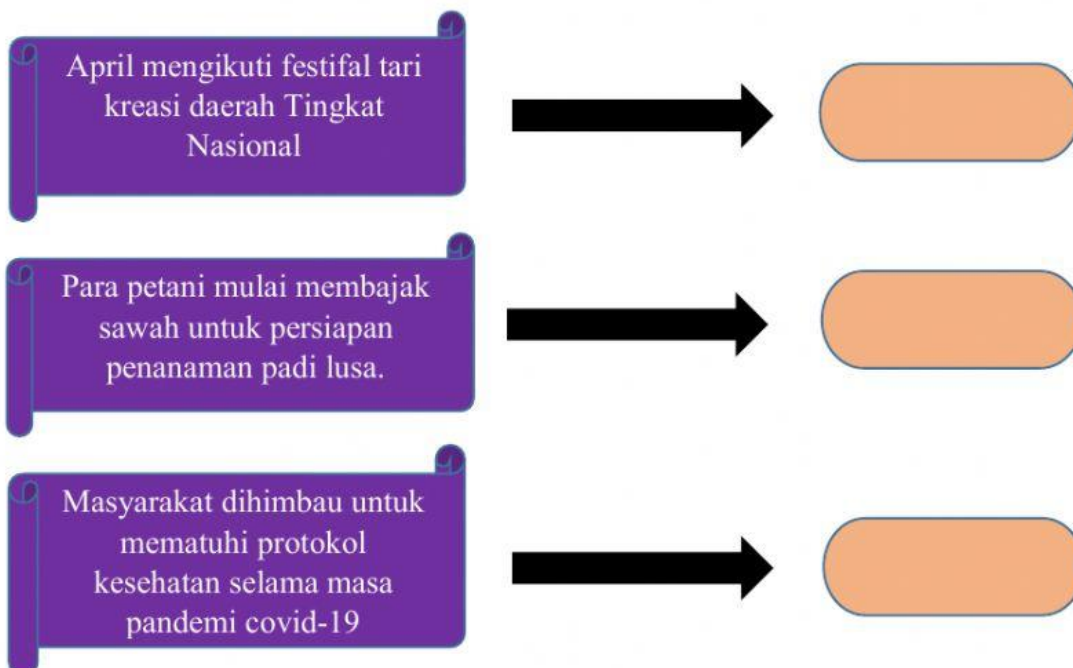 April mengikuti festifal tari
kreasi daerah Tingkat
Nasional
Para petani mulai membajak
sawah untuk persiapan
penanaman padi lusa.
Masyarakat dihimbau untuk
mematuhi protokol
kesehatan selama masa
pandemi covid-19